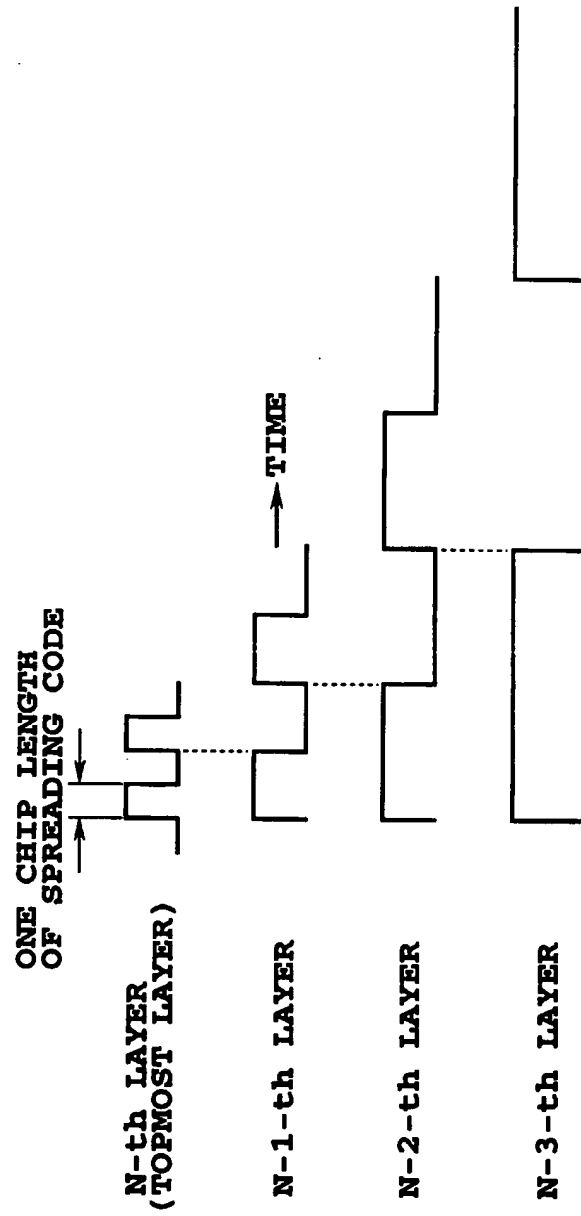 ONE CHIP LENGTH
OF SPREADING CODE
N-th LAYER
(TOPMOST LAYER)
TIME
N-1-th LAYER
N-2-th LAYER
N-3-th LAYER